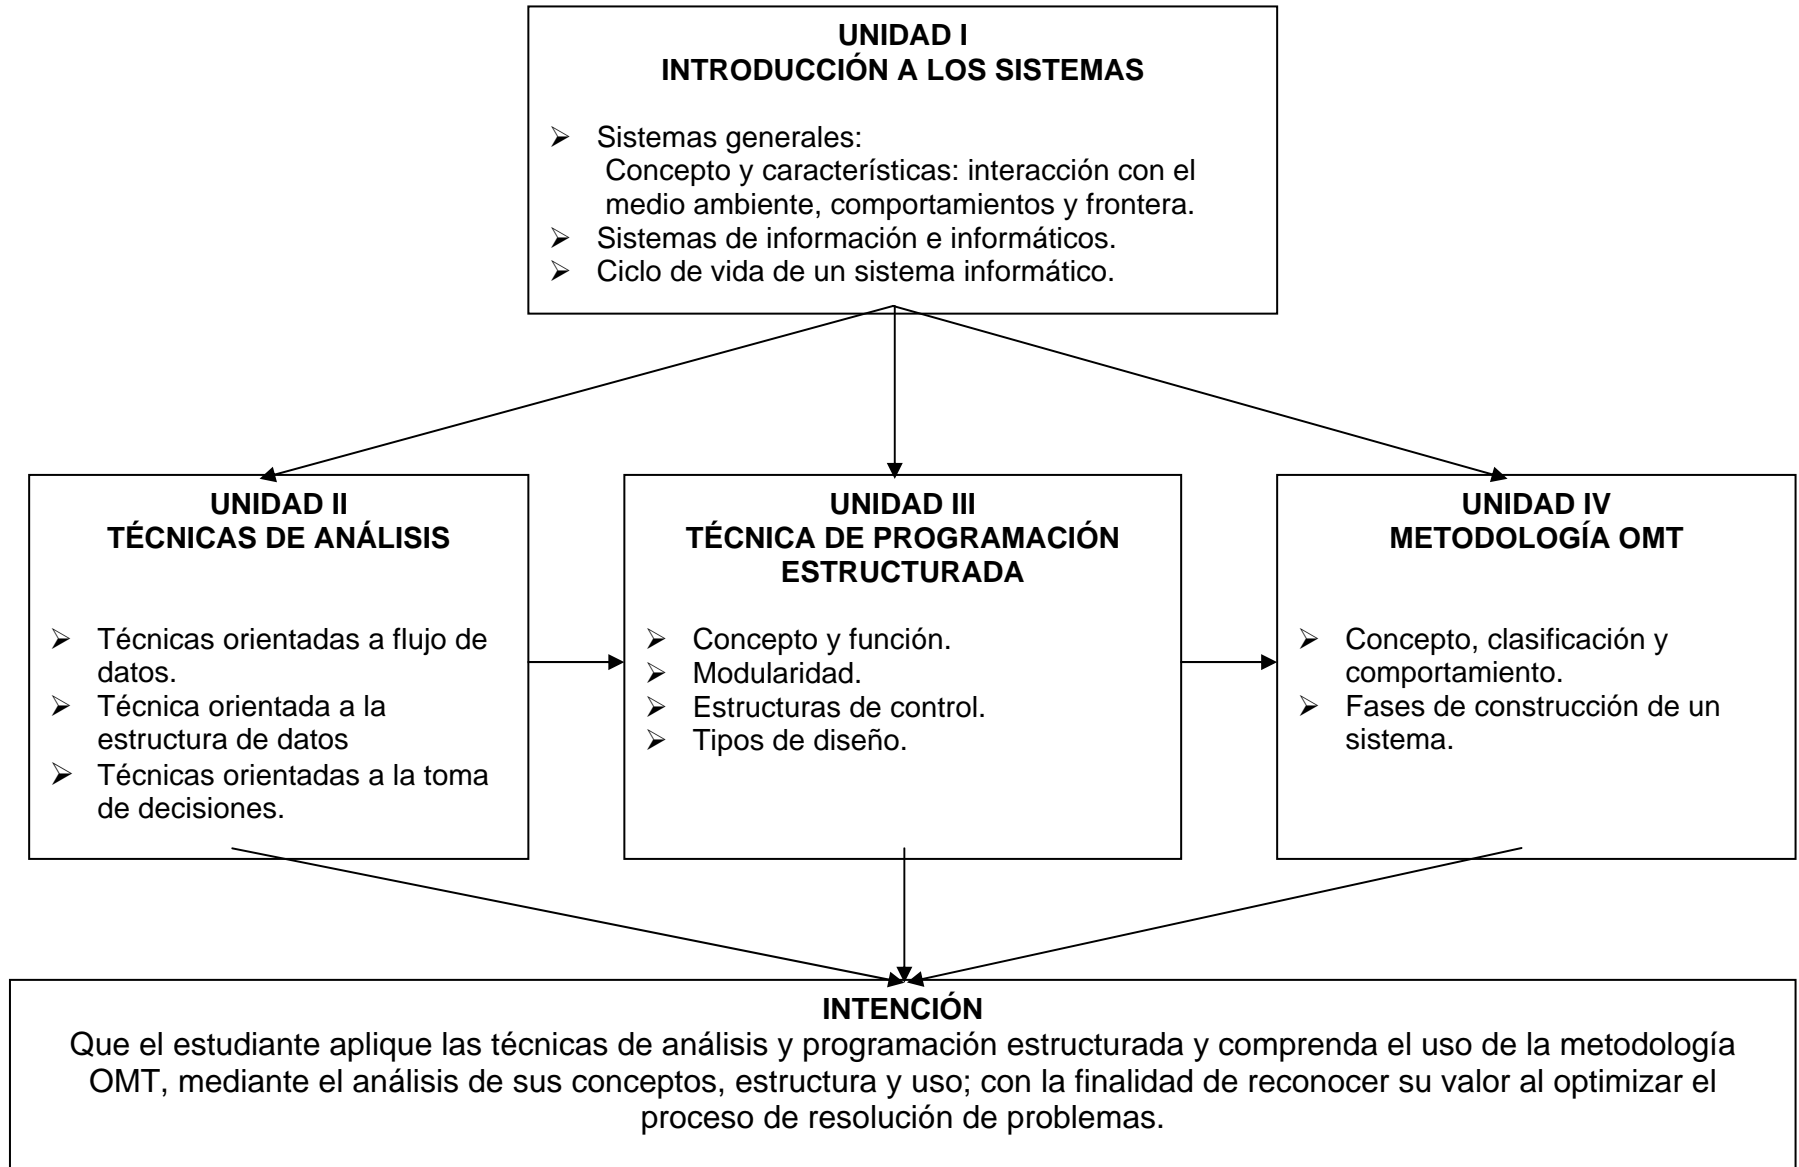 UNIDAD I
INTRODUCCIÓN A LOS SISTEMAS
➢ Sistemas generales:
Concepto y características: interacción con el
medio ambiente, comportamientos y frontera.
➢ Sistemas de información e informáticos.
➢ Ciclo de vida de un sistema informático.
UNIDAD II
TÉCNICAS DE ANÁLISIS
➢ Técnicas orientadas a flujo de
datos.
➢ Técnica orientada a la
estructura de datos
➢ Técnicas orientadas a la toma
de decisiones.
UNIDAD III
TÉCNICA DE PROGRAMACIÓN
ESTRUCTURADA
➢ Concepto y función.
➢ Modularidad.
➢ Estructuras de control.
➢ Tipos de diseño.
UNIDAD IV
METODOLOGÍA OMT
➢ Concepto, clasificación y
comportamiento.
➢ Fases de construcción de un
sistema.
INTENCIÓN
Que el estudiante aplique las técnicas de análisis y programación estructurada y comprenda el uso de la metodología
OMT, mediante el análisis de sus conceptos, estructura y uso; con la finalidad de reconocer su valor al optimizar el
proceso de resolución de problemas.